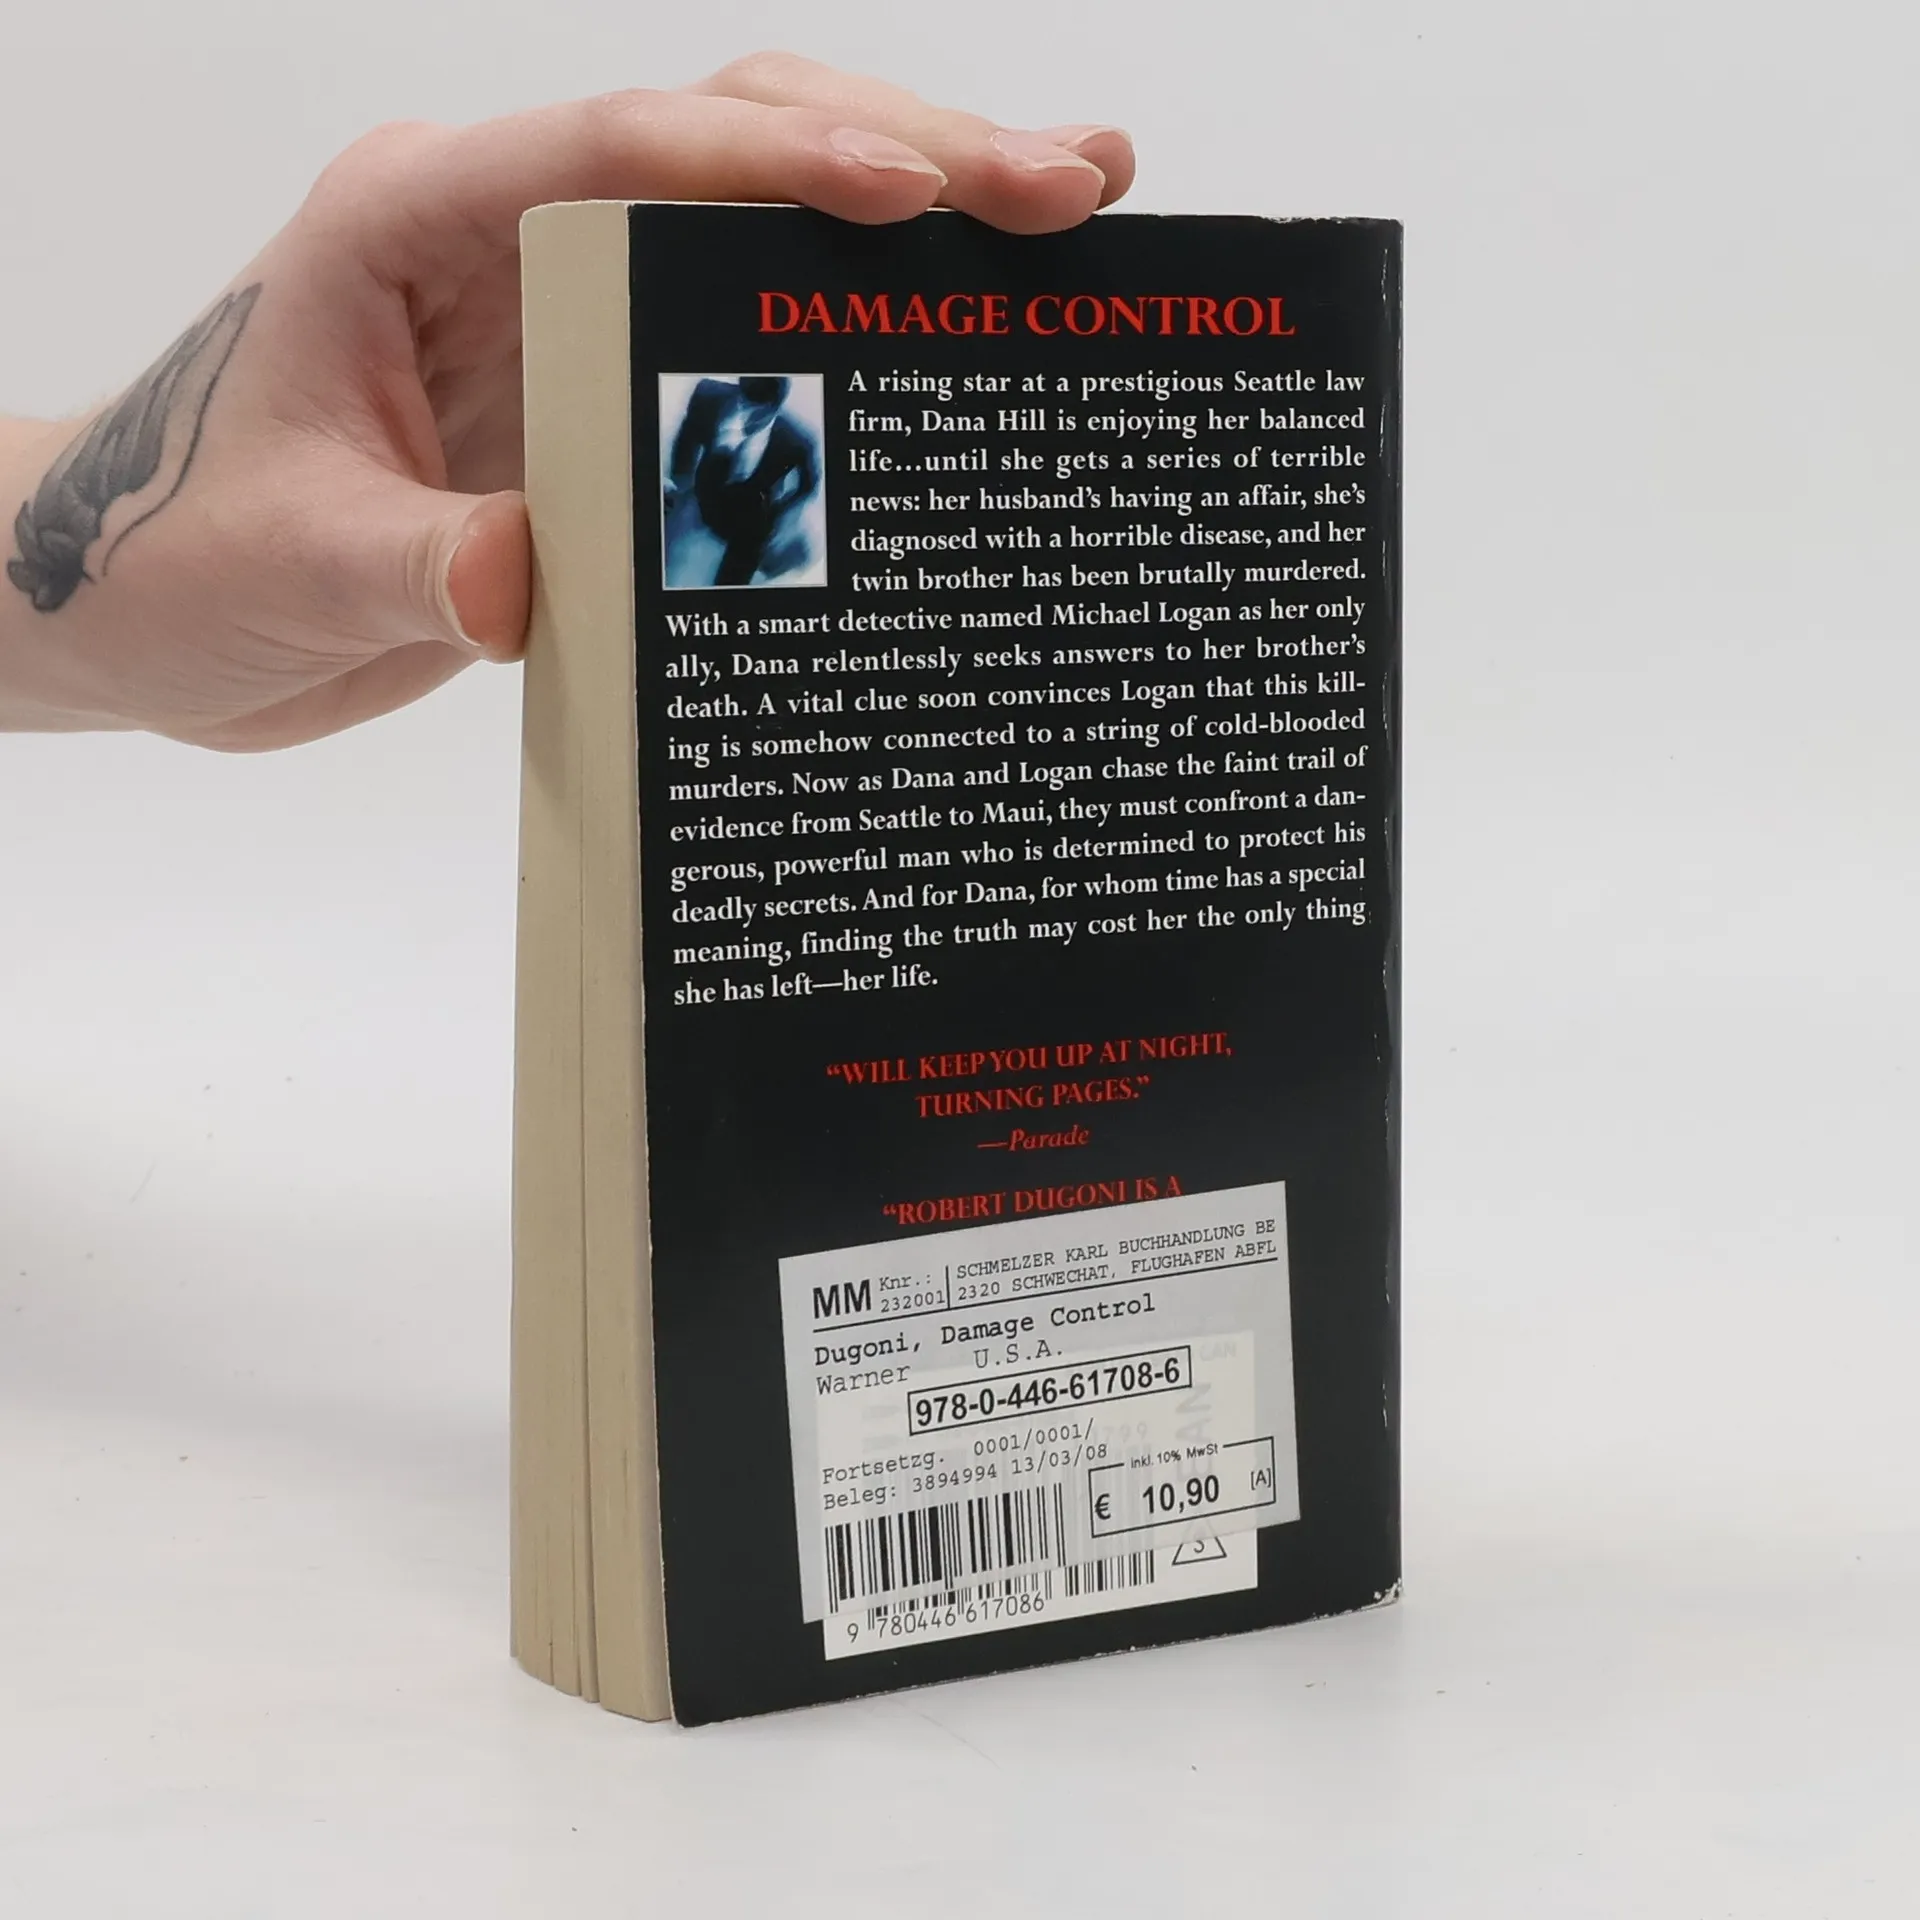 DAMAGE CONTROL
A rising star at a prestigious Seattle law
firm, Dana Hill is enjoying her balanced
life...until she gets a series of terrible
news: her husband's having an affair, she's
diagnosed with a horrible disease, and her
twin brother has been brutally murdered.
With a smart detective named Michael Logan as her only
ally, Dana relentlessly seeks answers to her brother's
death. A vital clue soon convinces Logan that this kill-
ing is somehow connected to a string of cold-blooded
murders. Now as Dana and Logan chase the faint trail of
evidence from Seattle to Maui, they must confront a dan-
gerous, powerful man who is determined to protect his
deadly secrets. And for Dana, for whom time has a special
meaning, finding the truth may cost her the only thing
she has left—her life.
“WILL KEEP YOU UP AT NIGHT,
TURNING PAGES.”
—Parade
“ROBERT DUGONI IS A
MM Knr.: SCHMELZER KARL BUCHHANDLUNG BE
232001 2320 SCHWECHAT, FLUGHAFEN ABFL
Dugoni, Damage Control
Warner U.S.A.
978-0-446-61708-6
Fortsetzg. 0001/0001/
Beleg: 3894994 13/03/08
inkl. 10% MwSt
€ 10,90 [A]
9 780446 617086